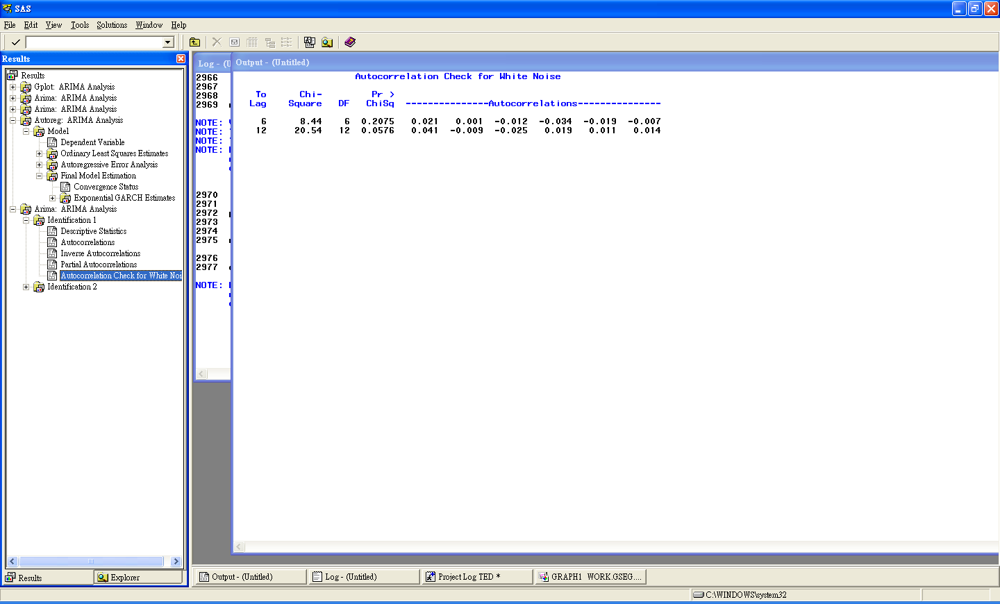 SAS
File Edit View Tools Solutions Window Help
Results
Results
Gplot: ARIMA Analysis
Arima: ARIMA Analysis
Arima: ARIMA Analysis
Autoreg: ARIMA Analysis
Model
Dependent Variable
Ordinary Least Squares Estimates
Autoregressive Error Analysis
Final Model Estimation
Convergence Status
Exponential GARCH Estimates
Arima: ARIMA Analysis
Identification 1
Descriptive Statistics
Autocorrelations
Inverse Autocorrelations
Partial Autocorrelations
Autocorrelation Check for White Noi
Identification 2
Results Explorer
Log - (U
2966
2967
2968
2969
NOTE:
NOTE:
NOTE:
NOTE:
2970
2971
2972
2973
2974
2975
2976
2977
NOTE:
Output - (Untitled)
Autocorrelation Check for White Noise
To Chi- Pr >
Lag Square DF ChiSq ---------------Autocorrelations---------------
6 8.44 6 0.2075 0.021 0.001 -0.012 -0.034 -0.019 -0.007
12 20.54 12 0.0576 0.041 -0.009 -0.025 0.019 0.011 0.014
Output - (Untitled) Log - (Untitled) Project Log TED * GRAPH1 WORK.GSEG....
C:\WINDOWS\system32